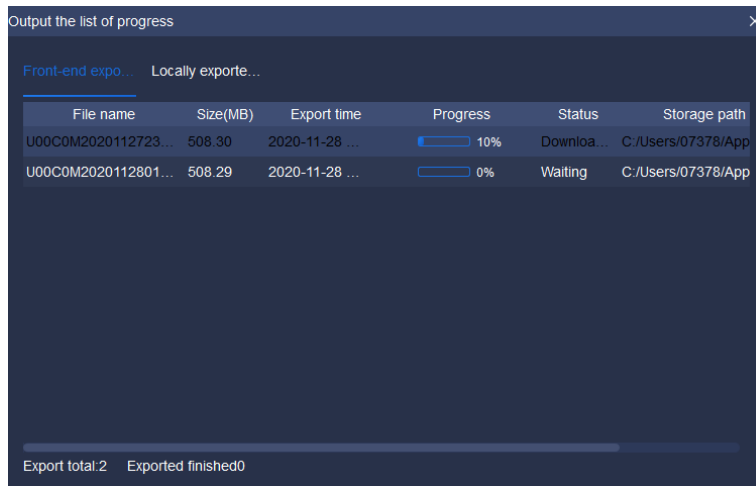 Output the list of progress
Front-end expo... Locally exporte...
File name Size(MB) Export time Progress Status Storage path
U00C0M2020112723... 508.30 2020-11-28 ... 10% Downloa... C:/Users/07378/App
U00C0M2020112801... 508.29 2020-11-28 ... 0% Waiting C:/Users/07378/App
Export total:2 Exported finished0